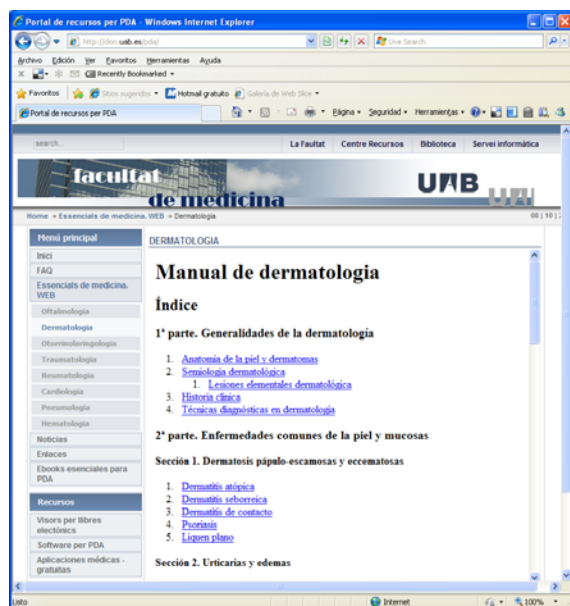 Portal de recursos per PDA - Windows Internet Explorer
http://don.uab.es/pda/
Live Search
Archivo Edición Ver Favoritos Herramientas Ayuda
Recently Bookmarked
Favoritos Sitios sugeridos Hotmail gratuito Galería de Web Slice
Portal de recursos per PDA
Página Seguridad Herramientas
search...
La Faultat Centre Recursos Biblioteca Servei informàtica
facultat
de medicina
UAB
Home Essencials de medicina. WEB Dermatologia
08 | 10 |
Menú principal
Inici
FAQ
Essencials de medicina.
WEB
Oftalmologia
Dermatologia
Otorrinolaringologia
Traumatologia
Reumatologia
Cardiologia
Pneumologia
Hematologia
Noticias
Enlaces
Ebooks esenciales para
PDA
Recursos
Visors per llibres
electónics
Software per PDA
Aplicaciones médicas -
gratuitas
DERMATOLOGIA
Manual de dermatologia
Índice
1ª parte. Generalidades de la dermatología
1. Anatomia de la piel y dermatomas
2. Semiologia dermatológica
1. Lesiones elementales dermatológica
3. Historia clínica
4. Técnicas diagnósticas en dermatologia
2ª parte. Enfermedades comunes de la piel y mucosas
Sección 1. Dermatosis pápulo-escamosas y eccematosas
1. Dermatitis atópica
2. Dermatitis seborreica
3. Dermatitis de contacto
4. Psoriasis
5. Liquen plano
Sección 2. Urticarias y edemas
Listo
Internet
100%